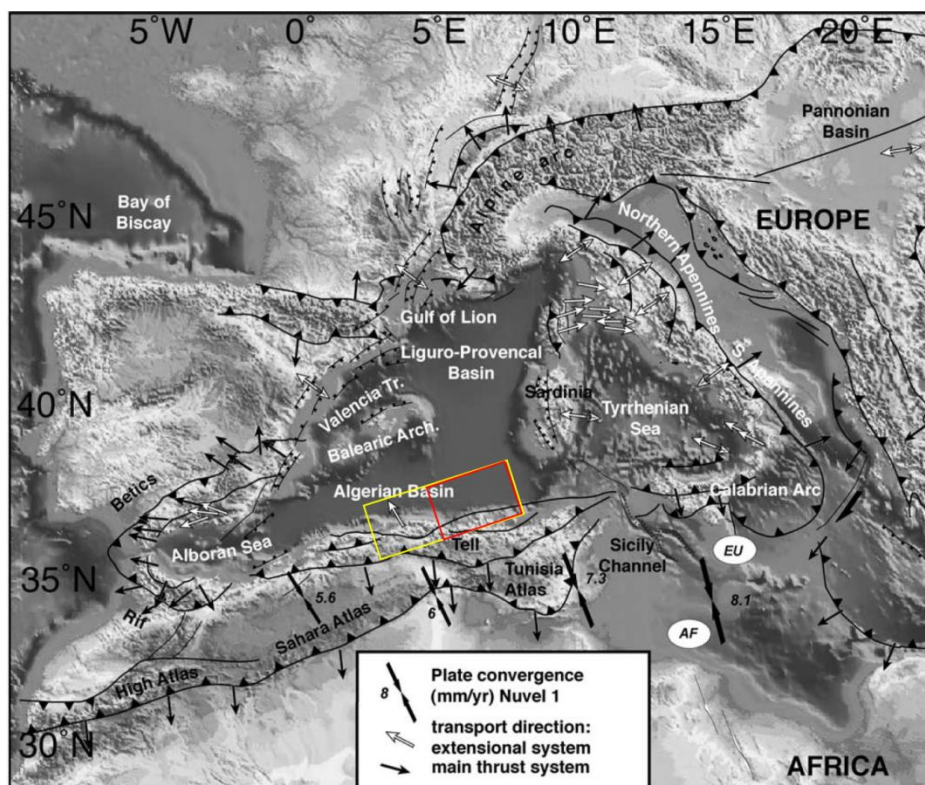 5˚W
0˚
5˚E
10˚E
15˚E
20˚E
Pannonian
Basin
Alpine arc
Bay of
Biscay
45˚N
EUROPE
Northern Apennines
Gulf of Lion
Liguro-Provencal
Basin
Sth Apennines
40˚N
Valencia Tr.
Sardinia
Tyrrhenian
Sea
Balearic Arch.
Betics
Algerian Basin
Calabrian Arc
Alboran Sea
Tell
Sicily
Channel
EU
35˚N
Tunisia
Atlas
7.3
5.6
8.1
6
Rif
Sahara Atlas
AF
High Atlas
30˚N
Plate convergence
8 (mm/yr) Nuvel 1
transport direction:
extensional system
main thrust system
AFRICA